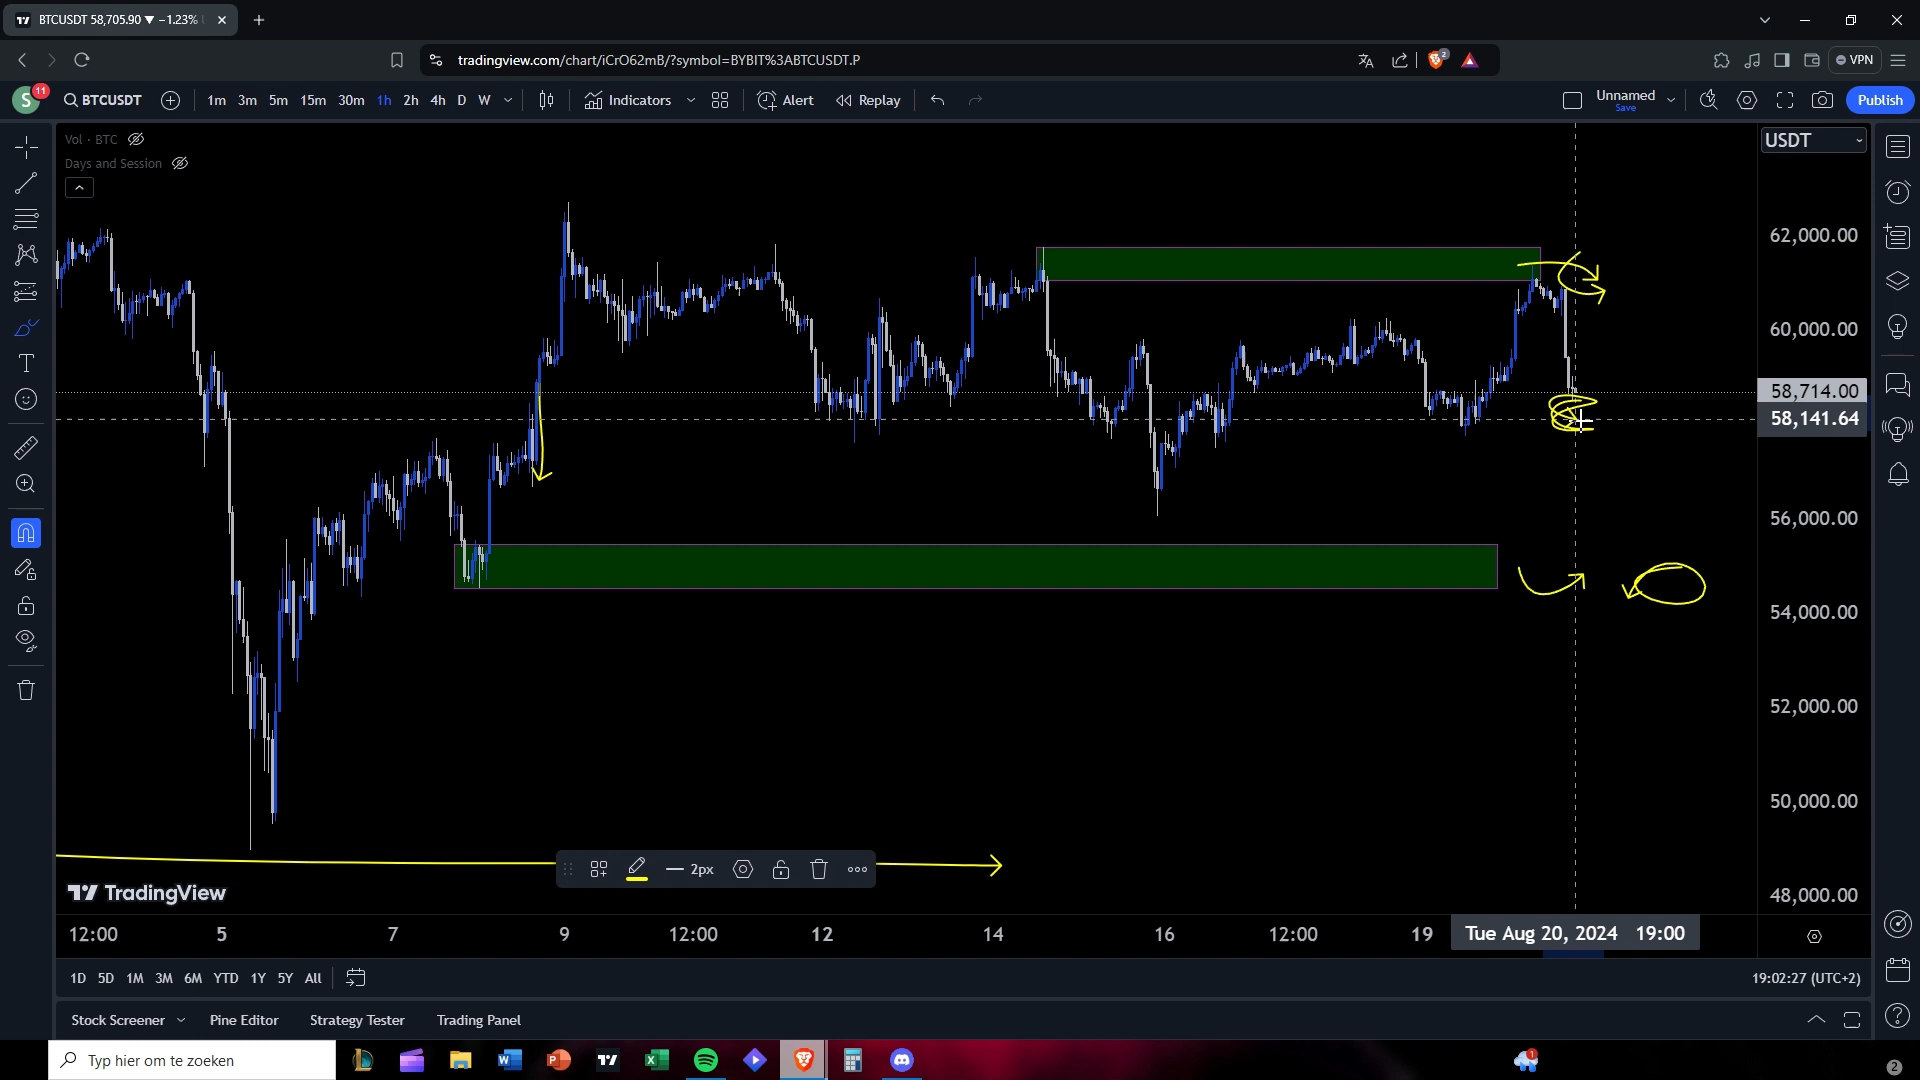 BTCUSDT 58,705.90 ▼ −1.23%
tradingview.com/chart/iCrO62mB/?symbol=BYBIT%3ABTCUSDT.P
2
VPN
S
11
BTCUSDT
1m 3m 5m 15m 30m 1h 2h 4h D W
Indicators
Alert
Replay
Unnamed
Save
Publish
Vol · BTC
Days and Session
USDT
62,000.00
60,000.00
58,714.00
58,141.64
56,000.00
54,000.00
52,000.00
50,000.00
48,000.00
2px
TradingView
12:00 5 7 9 12:00 12 14 16 12:00 19 Tue Aug 20, 2024 19:00
1D 5D 1M 3M 6M YTD 1Y 5Y All
19:02:27 (UTC+2)
Stock Screener Pine Editor Strategy Tester Trading Panel
Typ hier om te zoeken
1
2